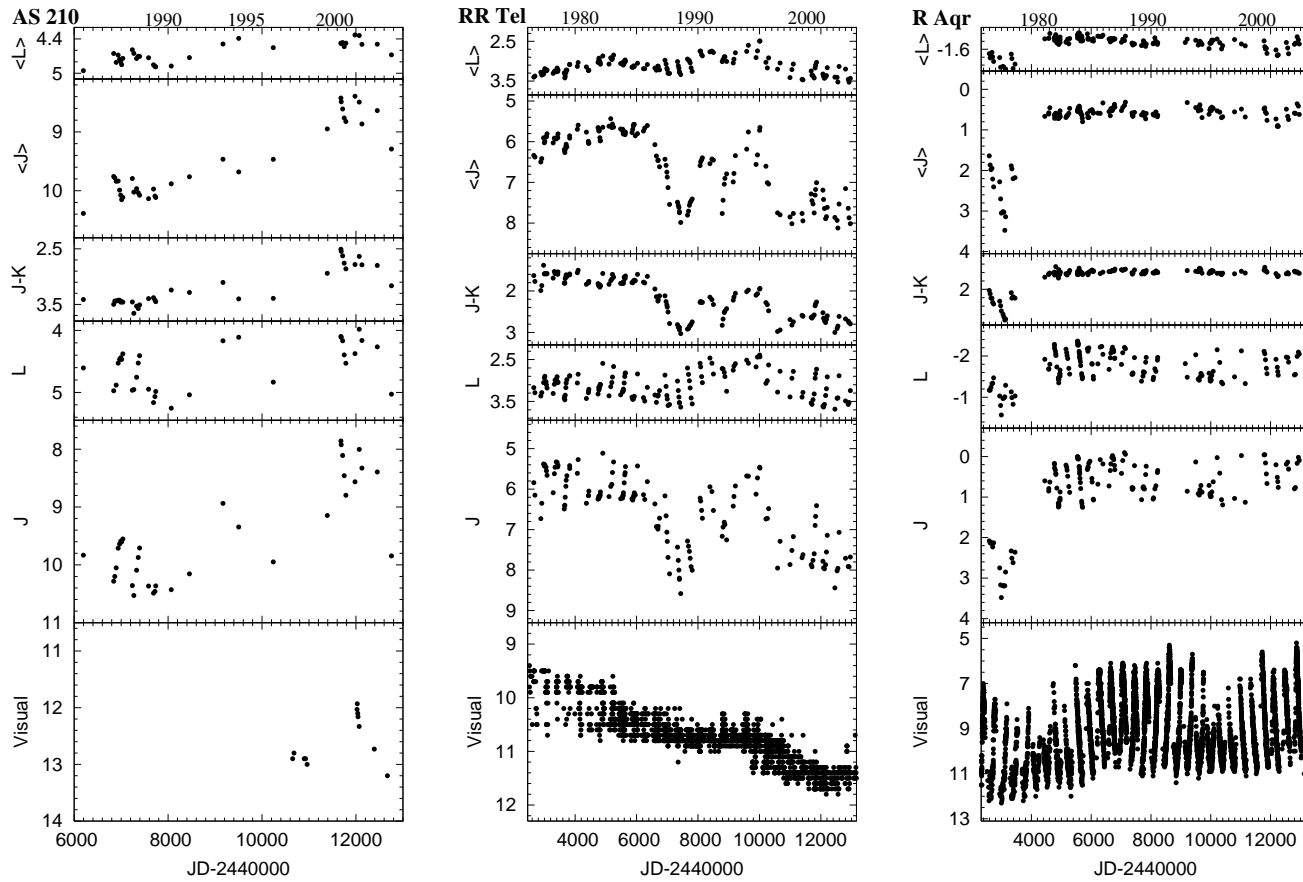 AS 210
1990 1995 2000
<L>
4.4
5
<J>
9
10
J-K
2.5
3.5
L
4
5
J
8
9
10
11
Visual
11
12
13
14
6000 8000 10000 12000
JD-2440000
RR Tel
1980 1990 2000
<L>
2.5
3.5
<J>
5
6
7
8
J-K
2
3
L
2.5
3.5
J
5
6
7
8
9
Visual
9
10
11
12
4000 6000 8000 10000 12000
JD-2440000
R Aqr
1980 1990 2000
<L>
-1.6
<J>
0
1
2
3
4
J-K
2
L
-2
-1
J
0
1
2
3
4
Visual
5
7
9
11
13
4000 6000 8000 10000 12000
JD-2440000